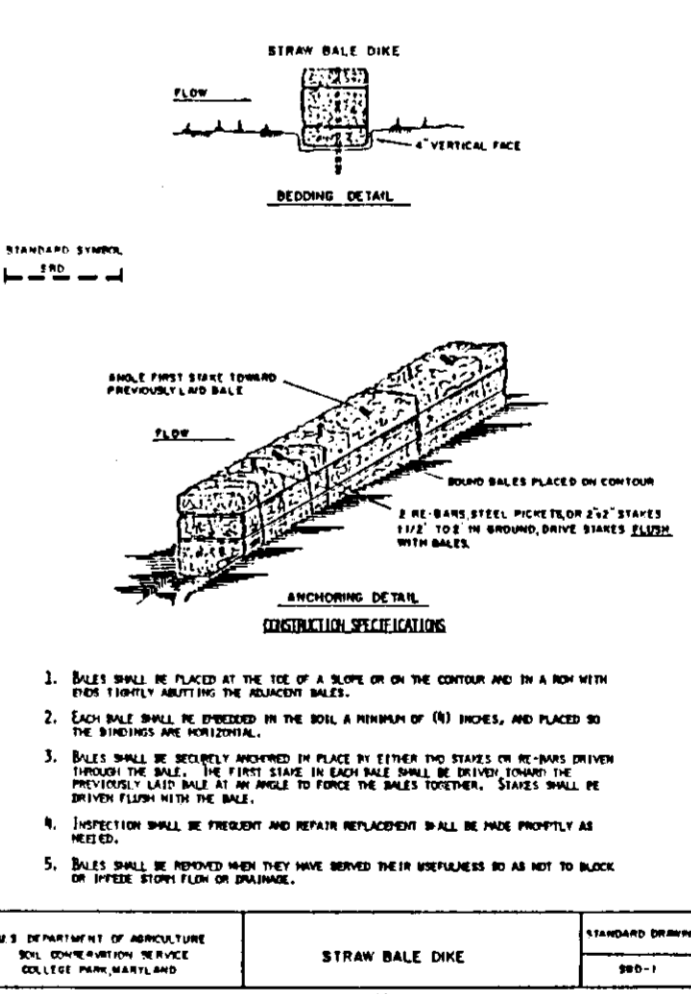 STRAW BALE DIKE
FLOW
4" VERTICAL FACE
BEDDING DETAIL
STANDARD SYMBOL
SBD
ANGLE FIRST STAKE TOWARD
PREVIOUSLY LAID BALE
FLOW
BOUND BALES PLACED ON CONTOUR
2 RE-BARS, STEEL PICKETS, OR 2"x2" STAKES
1 1/2' TO 2' IN GROUND, DRIVE STAKES FLUSH
WITH BALES.
ANCHORING DETAIL
CONSTRUCTION SPECIFICATIONS
1. BALES SHALL BE PLACED AT THE TOE OF A SLOPE OR ON THE CONTOUR AND IN A ROW WITH
ENDS TIGHTLY ABUTTING THE ADJACENT BALES.
2. EACH BALE SHALL BE EMBEDDED IN THE SOIL A MINIMUM OF (4) INCHES, AND PLACED SO
THE BINDINGS ARE HORIZONTAL.
3. BALES SHALL BE SECURELY ANCHORED IN PLACE BY EITHER TWO STAKES OR RE-BARS DRIVEN
THROUGH THE BALE. THE FIRST STAKE IN EACH BALE SHALL BE DRIVEN TOWARD THE
PREVIOUSLY LAID BALE AT AN ANGLE TO FORCE THE BALES TOGETHER. STAKES SHALL BE
DRIVEN FLUSH WITH THE BALE.
4. INSPECTION SHALL BE FREQUENT AND REPAIR REPLACEMENT SHALL BE MADE PROMPTLY AS
NEEDED.
5. BALES SHALL BE REMOVED WHEN THEY HAVE SERVED THEIR USEFULNESS SO AS NOT TO BLOCK
OR IMPEDE STORM FLOW OR DRAINAGE.
U.S DEPARTMENT OF AGRICULTURE
SOIL CONSERVATION SERVICE
COLLEGE PARK, MARYLAND
STRAW BALE DIKE
STANDARD DRAWING
SBD-1